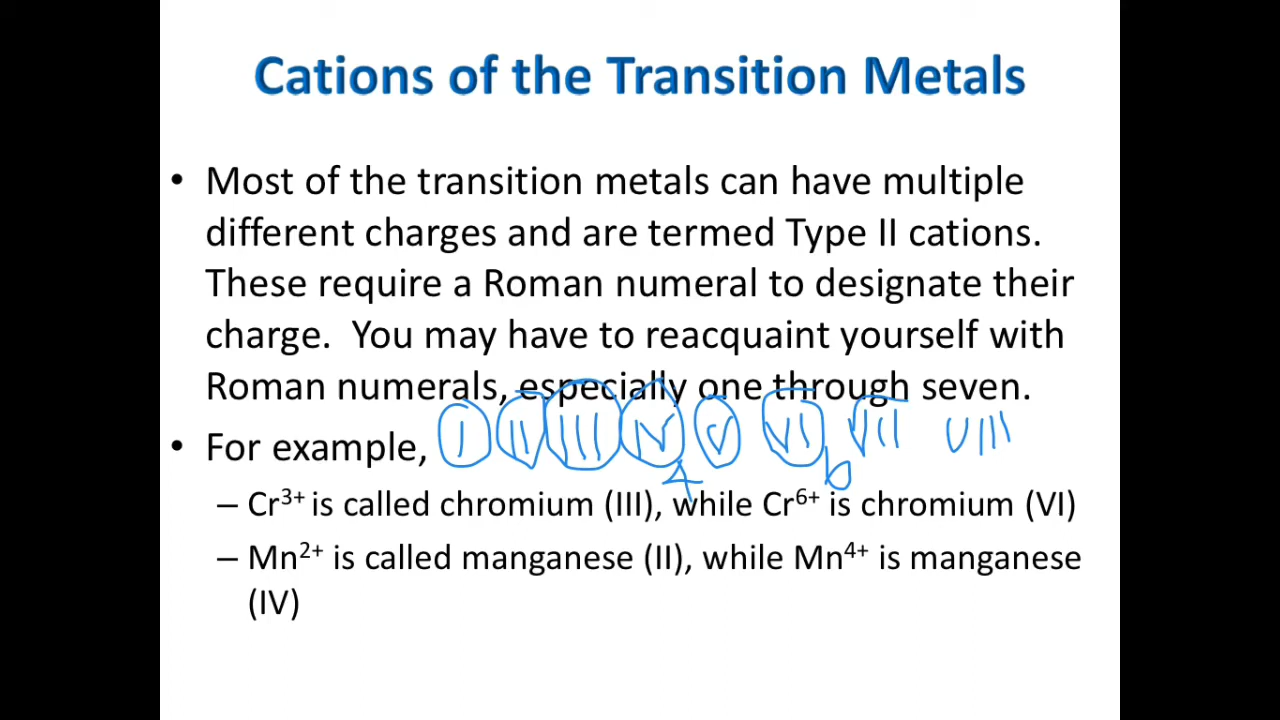 Cations of the Transition Metals
• Most of the transition metals can have multiple
different charges and are termed Type II cations.
These require a Roman numeral to designate their
charge. You may have to reacquaint yourself with
Roman numerals, especially one through seven.
I II III IV V VI VII VIII
• For example,
4 6
– Cr³⁺ is called chromium (III), while Cr⁶⁺ is chromium (VI)
– Mn²⁺ is called manganese (II), while Mn⁴⁺ is manganese
(IV)